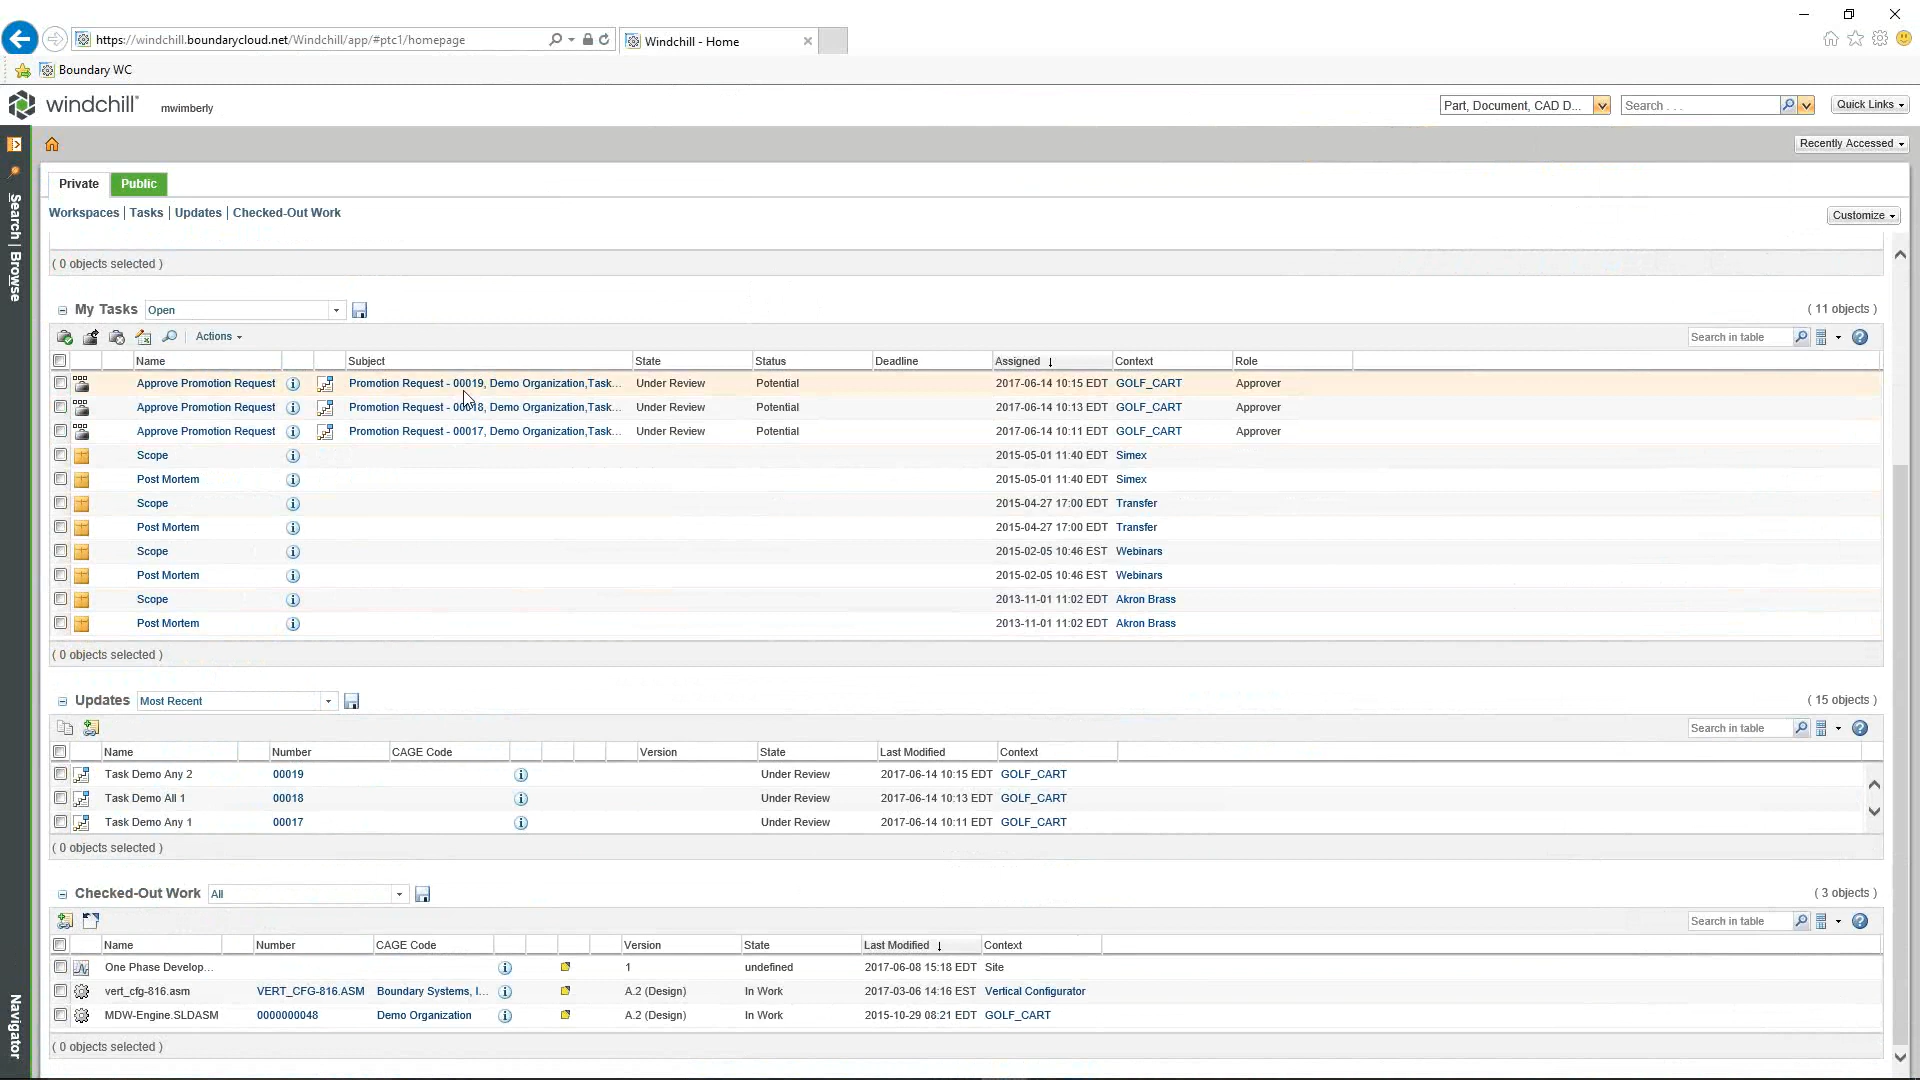 https://windchill.boundarycloud.net/Windchill/app/#ptc1/homepage
Windchill - Home
Boundary WC
windchill mwimberly Part, Document, CAD D... Search . . . Quick Links
Recently Accessed
Private Public
Workspaces | Tasks | Updates | Checked-Out Work Customize
( 0 objects selected )
My Tasks Open ( 11 objects )
Actions Search in table
Name Subject State Status Deadline Assigned ↓ Context Role
Approve Promotion Request Promotion Request - 00019, Demo Organization,Task... Under Review Potential 2017-06-14 10:15 EDT GOLF_CART Approver
Approve Promotion Request Promotion Request - 00018, Demo Organization,Task... Under Review Potential 2017-06-14 10:13 EDT GOLF_CART Approver
Approve Promotion Request Promotion Request - 00017, Demo Organization,Task... Under Review Potential 2017-06-14 10:11 EDT GOLF_CART Approver
Scope 2015-05-01 11:40 EDT Simex
Post Mortem 2015-05-01 11:40 EDT Simex
Scope 2015-04-27 17:00 EDT Transfer
Post Mortem 2015-04-27 17:00 EDT Transfer
Scope 2015-02-05 10:46 EST Webinars
Post Mortem 2015-02-05 10:46 EST Webinars
Scope 2013-11-01 11:02 EDT Akron Brass
Post Mortem 2013-11-01 11:02 EDT Akron Brass
( 0 objects selected )
Updates Most Recent ( 15 objects )
Search in table
Name Number CAGE Code Version State Last Modified Context
Task Demo Any 2 00019 Under Review 2017-06-14 10:15 EDT GOLF_CART
Task Demo All 1 00018 Under Review 2017-06-14 10:13 EDT GOLF_CART
Task Demo Any 1 00017 Under Review 2017-06-14 10:11 EDT GOLF_CART
( 0 objects selected )
Checked-Out Work All ( 3 objects )
Search in table
Name Number CAGE Code Version State Last Modified ↓ Context
One Phase Develop... 1 undefined 2017-06-08 15:18 EDT Site
vert_cfg-816.asm VERT_CFG-816.ASM Boundary Systems, I... A.2 (Design) In Work 2017-03-06 14:16 EST Vertical Configurator
MDW-Engine.SLDASM 0000000048 Demo Organization A.2 (Design) In Work 2015-10-29 08:21 EDT GOLF_CART
( 0 objects selected )
Search | Browse
Navigator